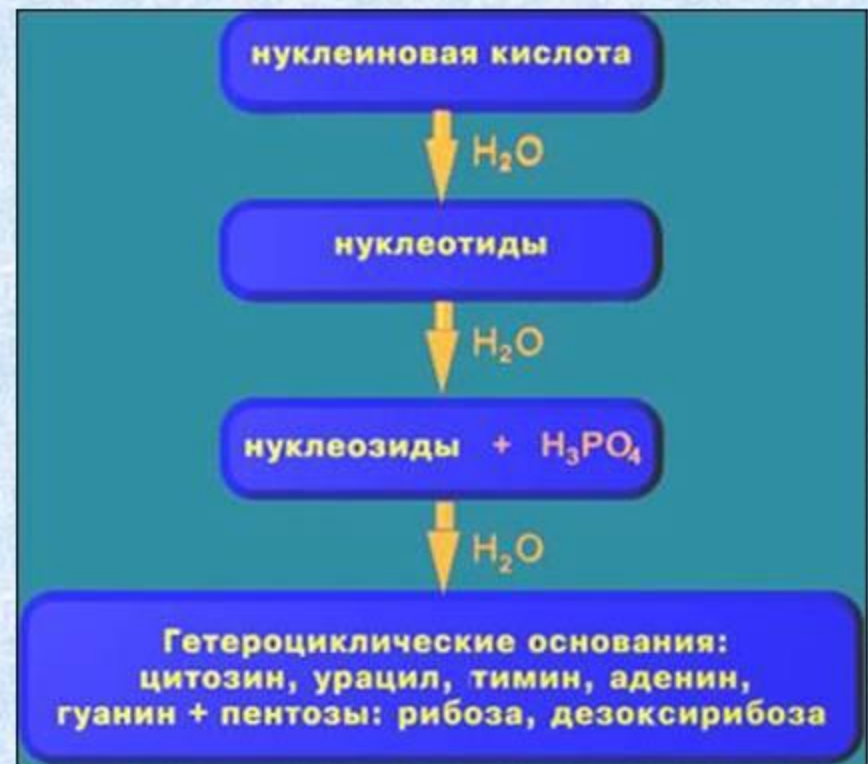 нуклеиновая кислота
H₂O
нуклеотиды
H₂O
нуклеозиды + H₃PO₄
H₂O
Гетероциклические основания:
цитозин, урацил, тимин, аденин,
гуанин + пентозы: рибоза, дезоксирибоза